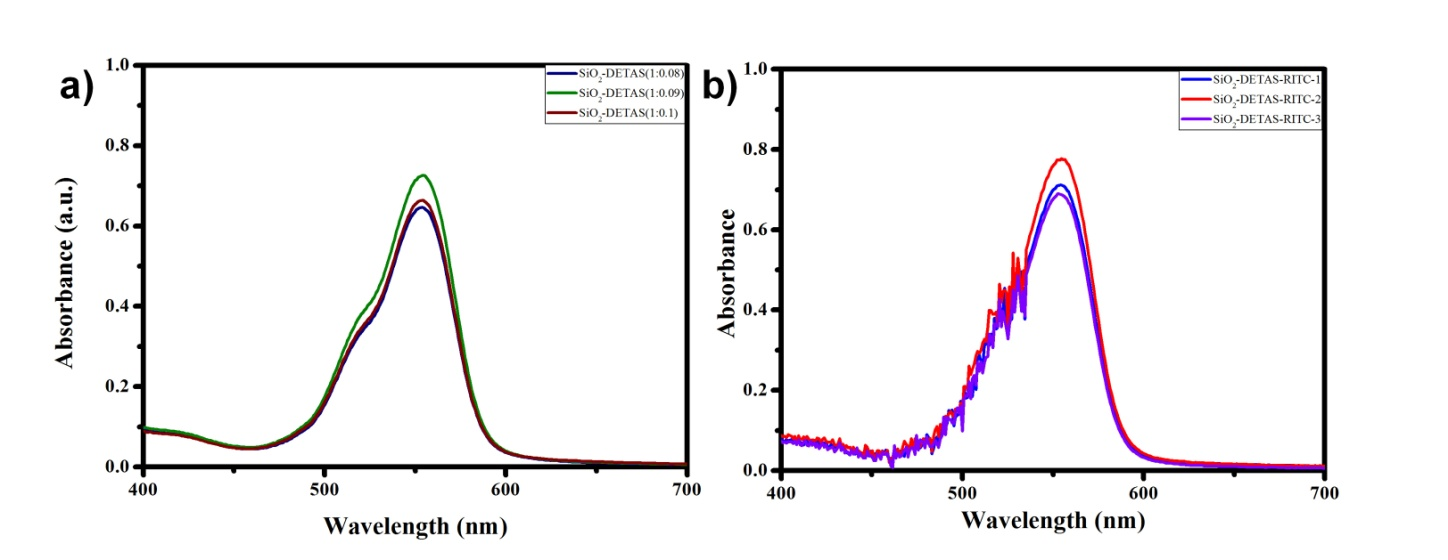 a)
1.0
0.8
0.6
0.4
0.2
0.0
Absorbance (a.u.)
SiO2-DETAS(1:0.08)
SiO2-DETAS(1:0.09)
SiO2-DETAS(1:0.1)
400 500 600 700
Wavelength (nm)
b)
1.0
0.8
0.6
0.4
0.2
0.0
Absorbance
SiO2-DETAS-RITC-1
SiO2-DETAS-RITC-2
SiO2-DETAS-RITC-3
400 500 600 700
Wavelength (nm)